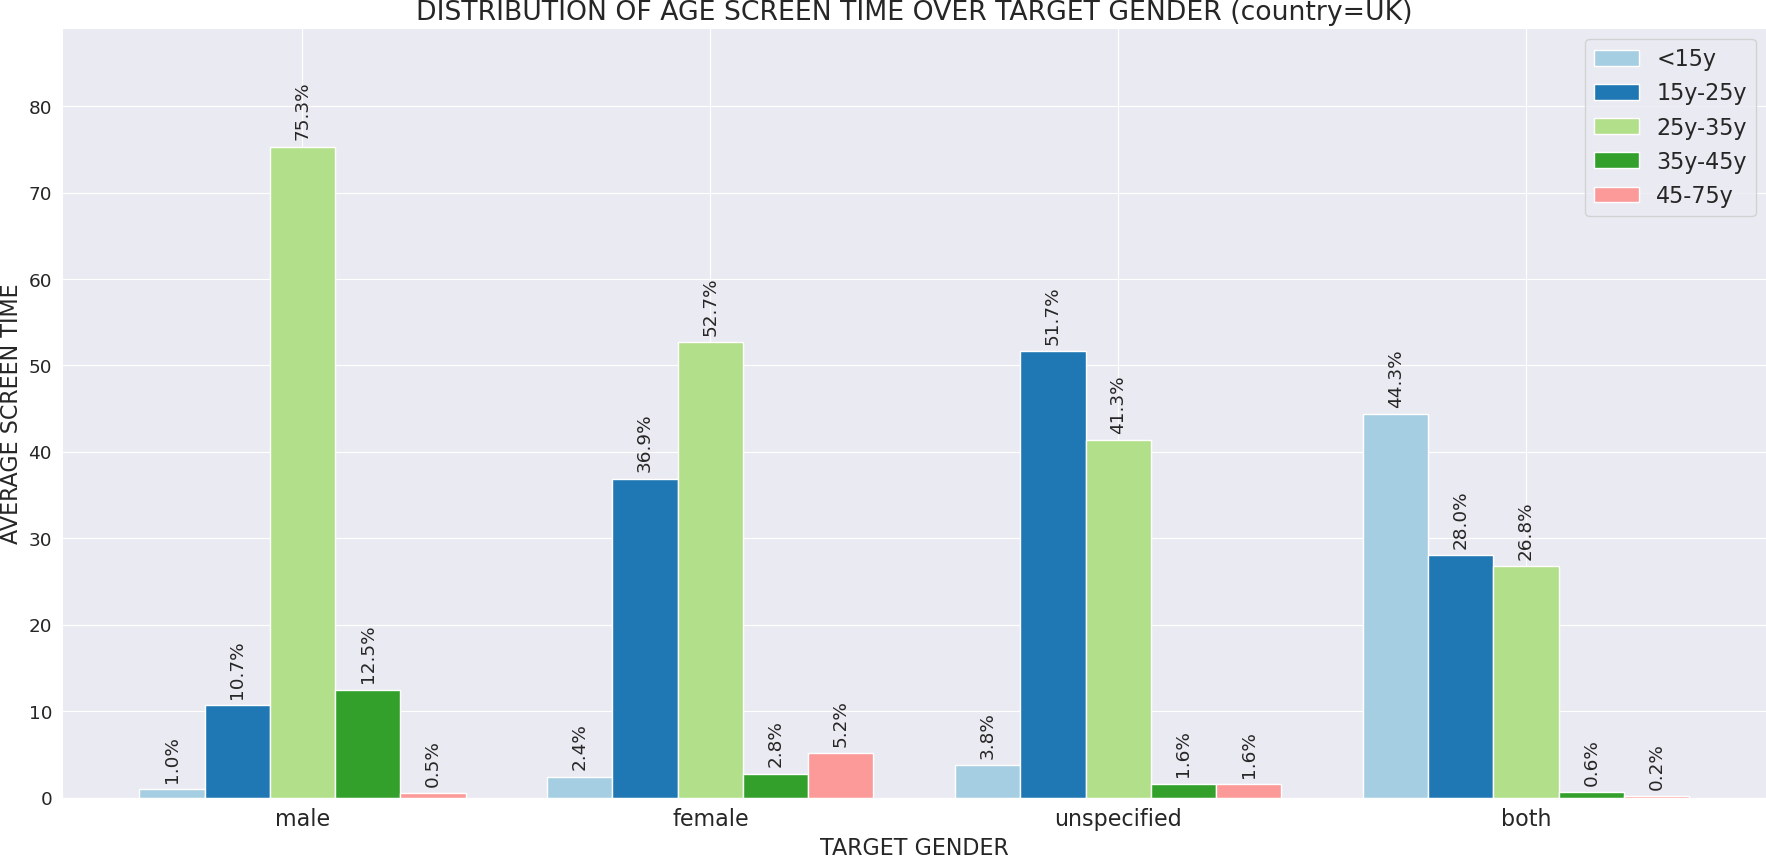 DISTRIBUTION OF AGE SCREEN TIME OVER TARGET GENDER (country=UK)
<15y
15y-25y
25y-35y
35y-45y
45-75y
AVERAGE SCREEN TIME
80
70
60
50
40
30
20
10
0
1.0%
10.7%
75.3%
12.5%
0.5%
2.4%
36.9%
52.7%
2.8%
5.2%
3.8%
51.7%
41.3%
1.6%
1.6%
44.3%
28.0%
26.8%
0.6%
0.2%
male
female
unspecified
both
TARGET GENDER